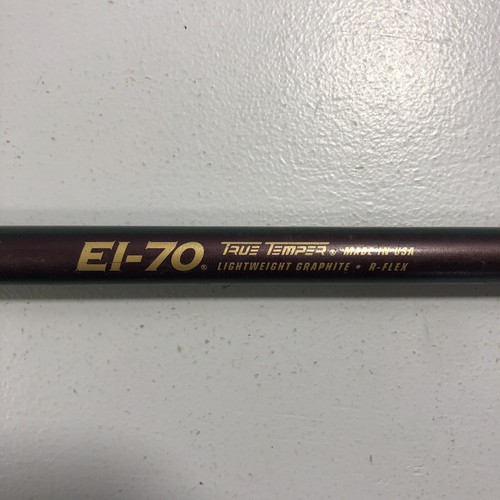 EI-70® TRUE TEMPER® MADE IN USA
LIGHTWEIGHT GRAPHITE • R-FLEX